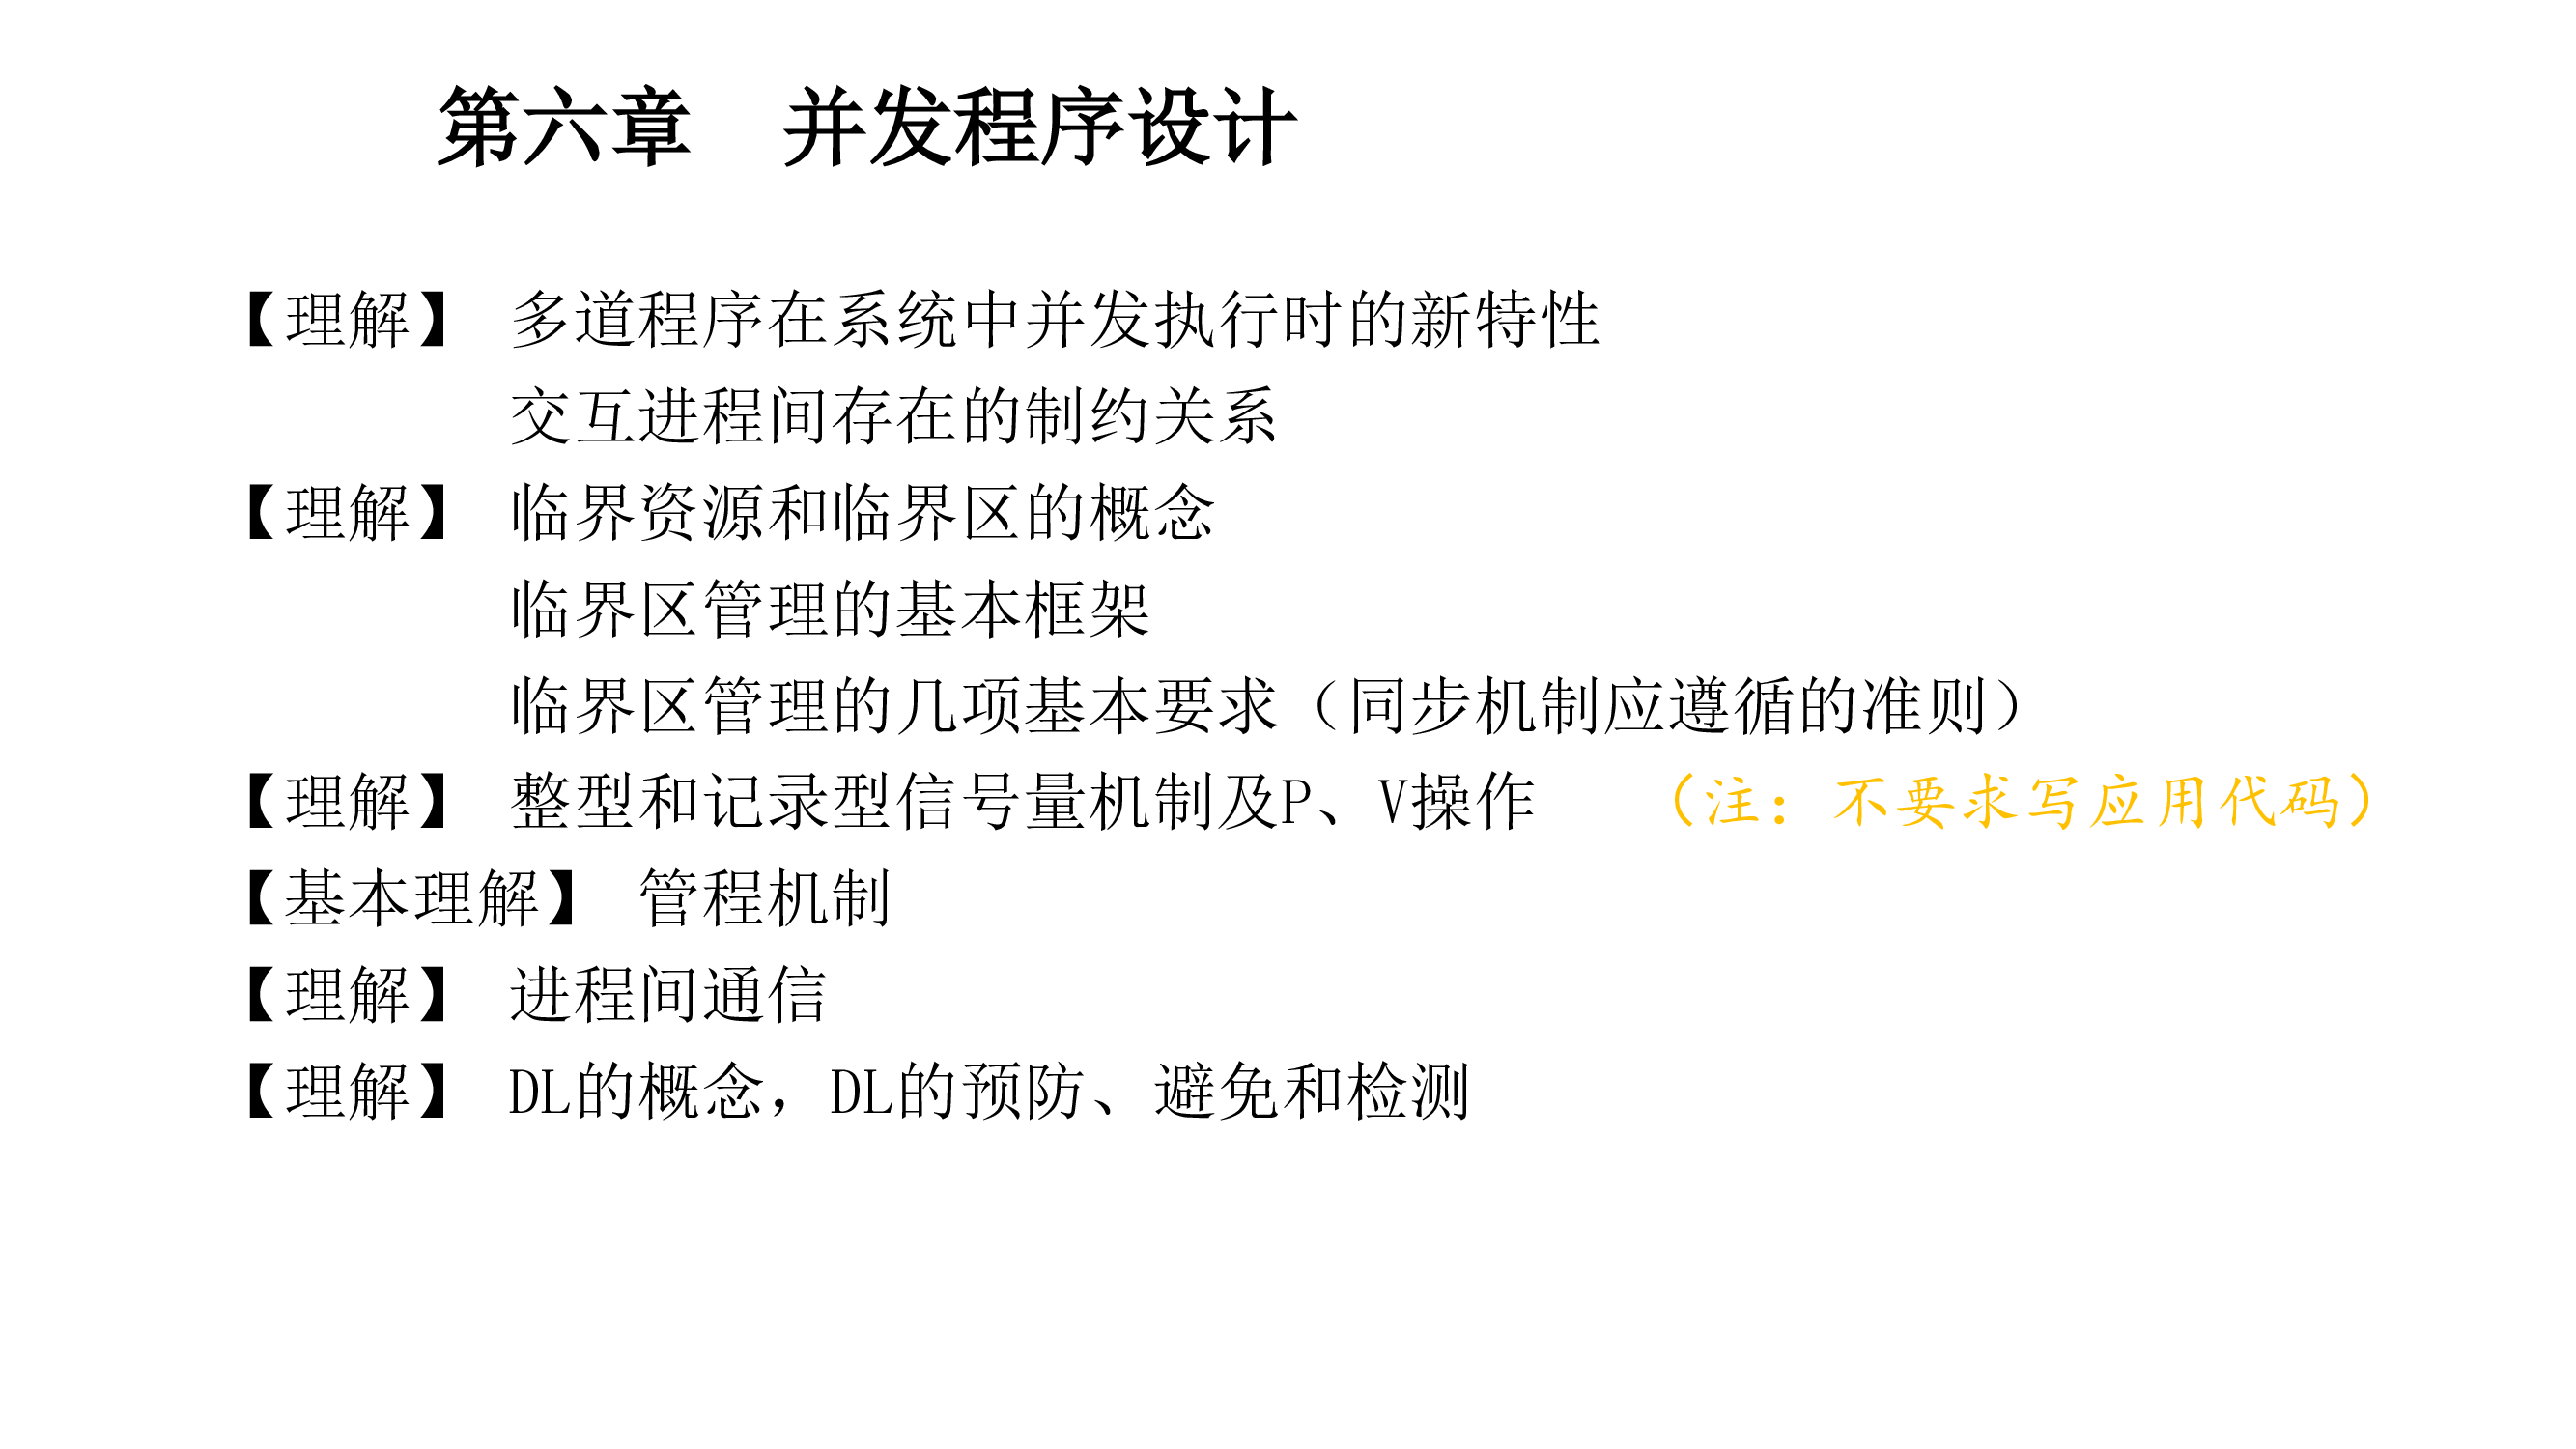 第六章　并发程序设计
【理解】 多道程序在系统中并发执行时的新特性
交互进程间存在的制约关系
【理解】 临界资源和临界区的概念
临界区管理的基本框架
临界区管理的几项基本要求（同步机制应遵循的准则）
【理解】 整型和记录型信号量机制及P、V操作 （注：不要求写应用代码）
【基本理解】 管程机制
【理解】 进程间通信
【理解】 DL的概念，DL的预防、避免和检测